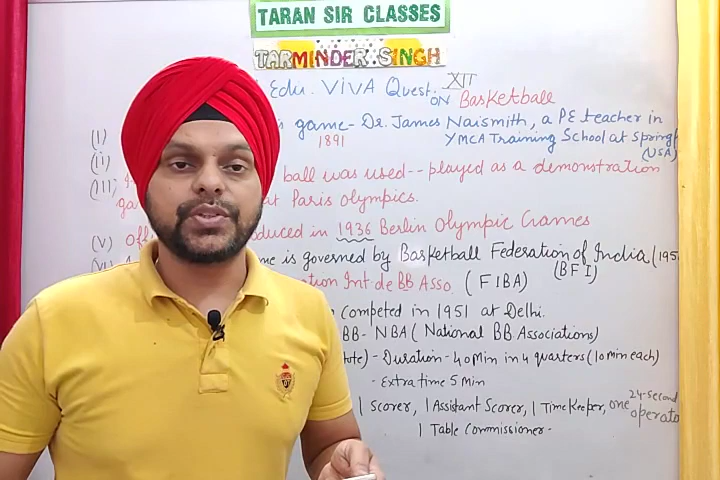 TARAN SIR CLASSES
TARMINDER SINGH
Edu. VIVA Quest. XII
ON Basketball
(I) game - Dr. James Naismith, a PE teacher in
1891 YMCA Training School at Springf
(USA)
(II) ball was used -- played as a demonstration
(III) at Paris olympics.
(V) duced in 1936 Berlin Olympic Games
me is governed by Basketball Federation of India (195
(BFI)
tion Int de BB Asso (FIBA)
competed in 1951 at Delhi.
BB - NBA (National BB Associations)
- Duration - 40 Min in 4 quarters (10 min each)
- Extra time 5 Min
1 Scorer, 1 Assistant Scorer, 1 Time Keeper, one 24-second
operato
1 Table Commissioner -